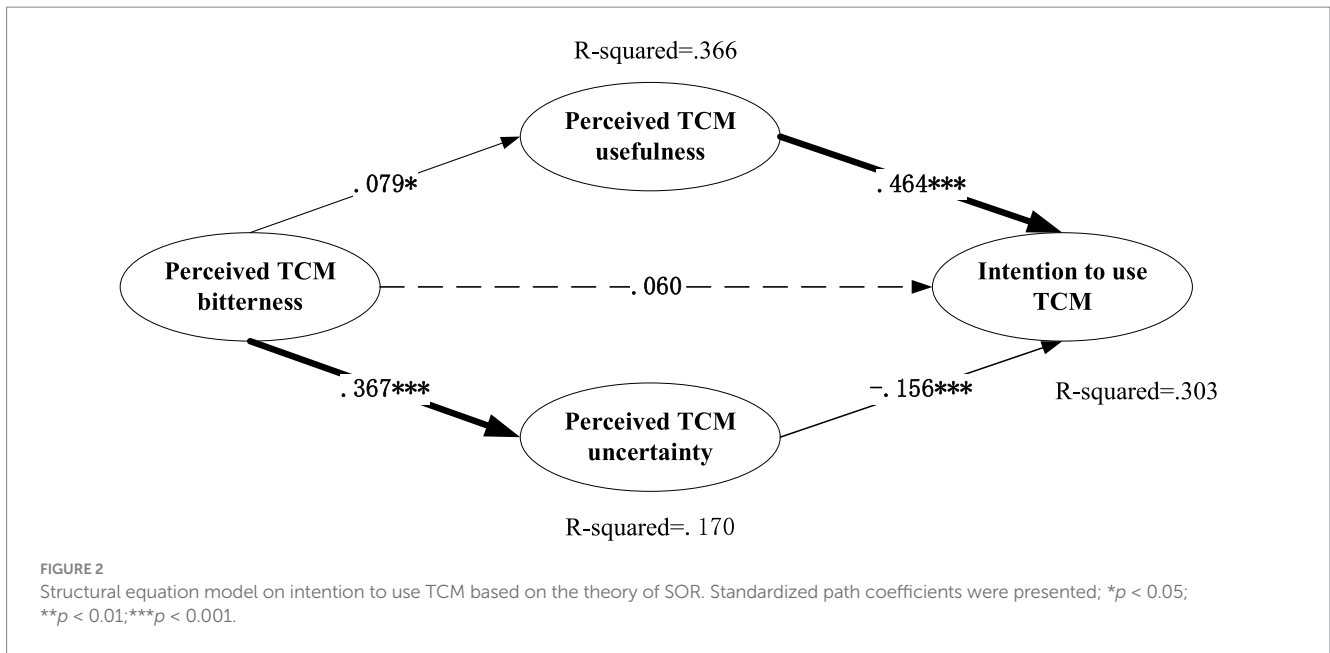 R-squared=.366
Perceived TCM
usefulness
.079*
.464***
Perceived TCM
bitterness
.060
Intention to use
TCM
.367***
-.156***
R-squared=.303
Perceived TCM
uncertainty
R-squared=. 170
FIGURE 2
Structural equation model on intention to use TCM based on the theory of SOR. Standardized path coefficients were presented; *p < 0.05;
**p < 0.01;***p < 0.001.